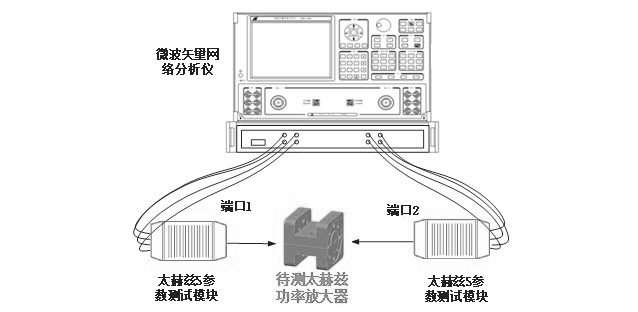 微波矢量网
络分析仪
端口1
端口2
太赫兹S参
数测试模块
待测太赫兹
功率放大器
太赫兹S参
数测试模块